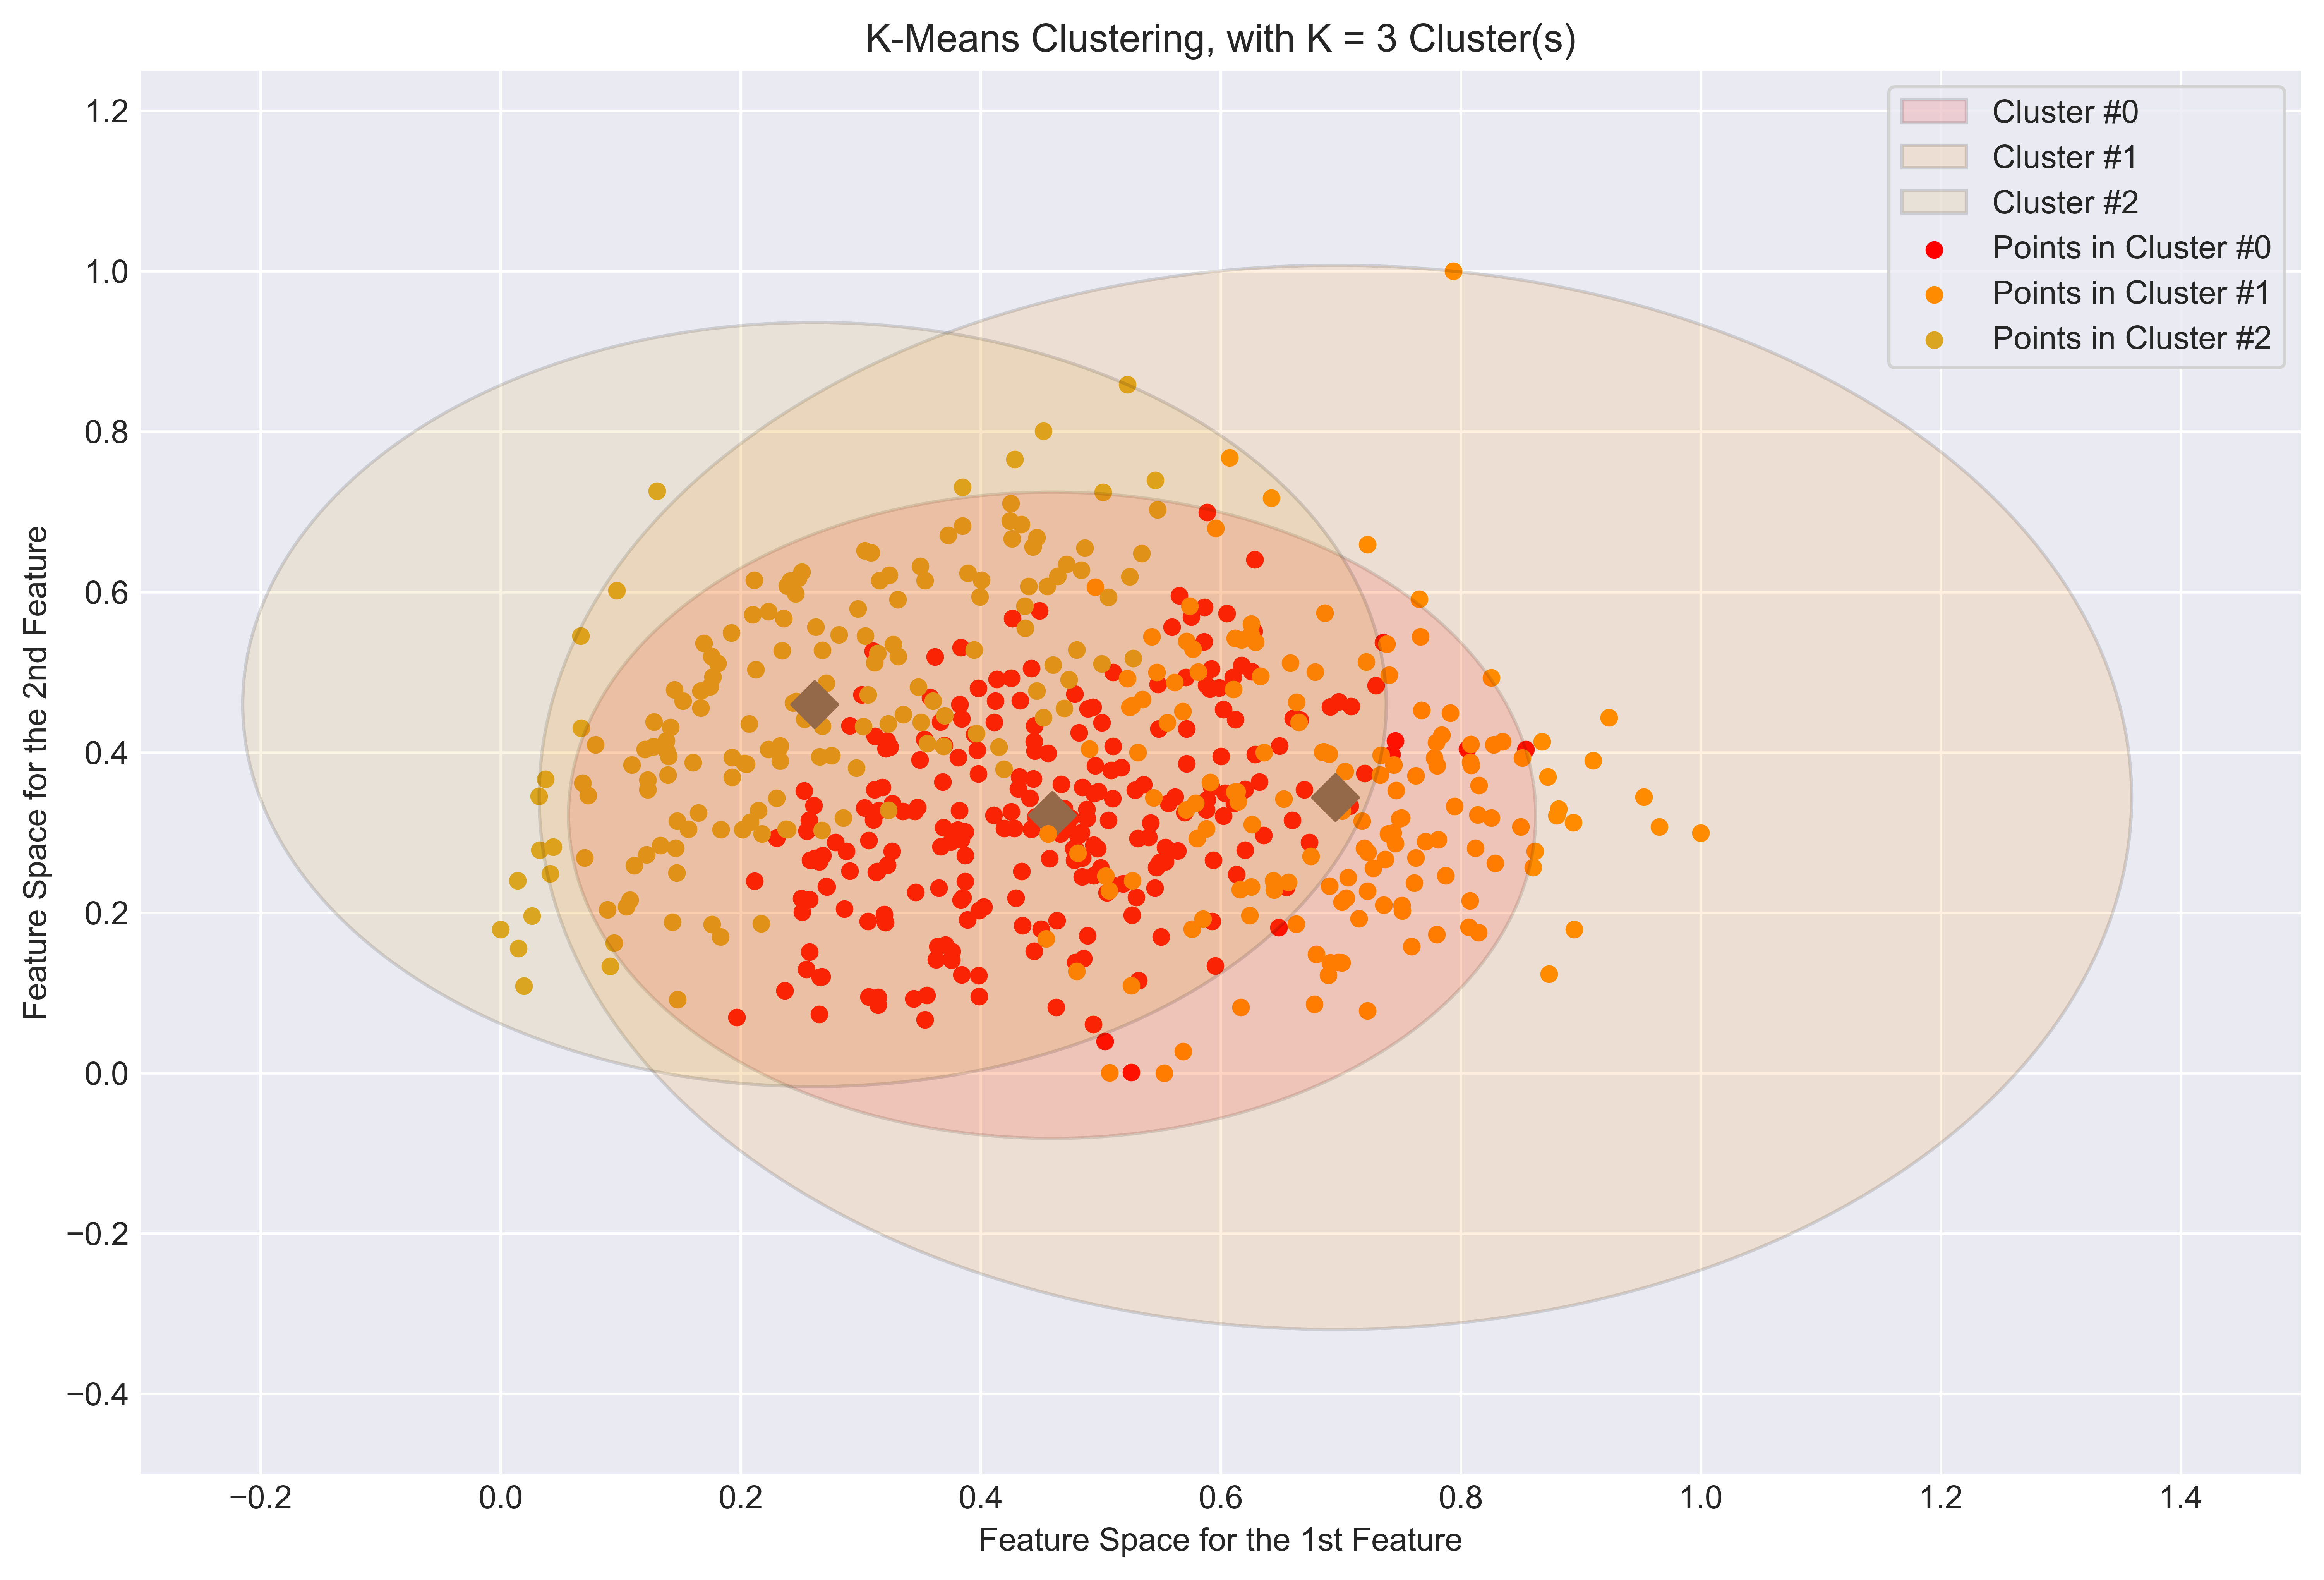 K-Means Clustering, with K = 3 Cluster(s)
Cluster #0
Cluster #1
Cluster #2
Points in Cluster #0
Points in Cluster #1
Points in Cluster #2
Feature Space for the 2nd Feature
1.2
1.0
0.8
0.6
0.4
0.2
0.0
−0.2
−0.4
−0.2
0.0
0.2
0.4
0.6
0.8
1.0
1.2
1.4
Feature Space for the 1st Feature